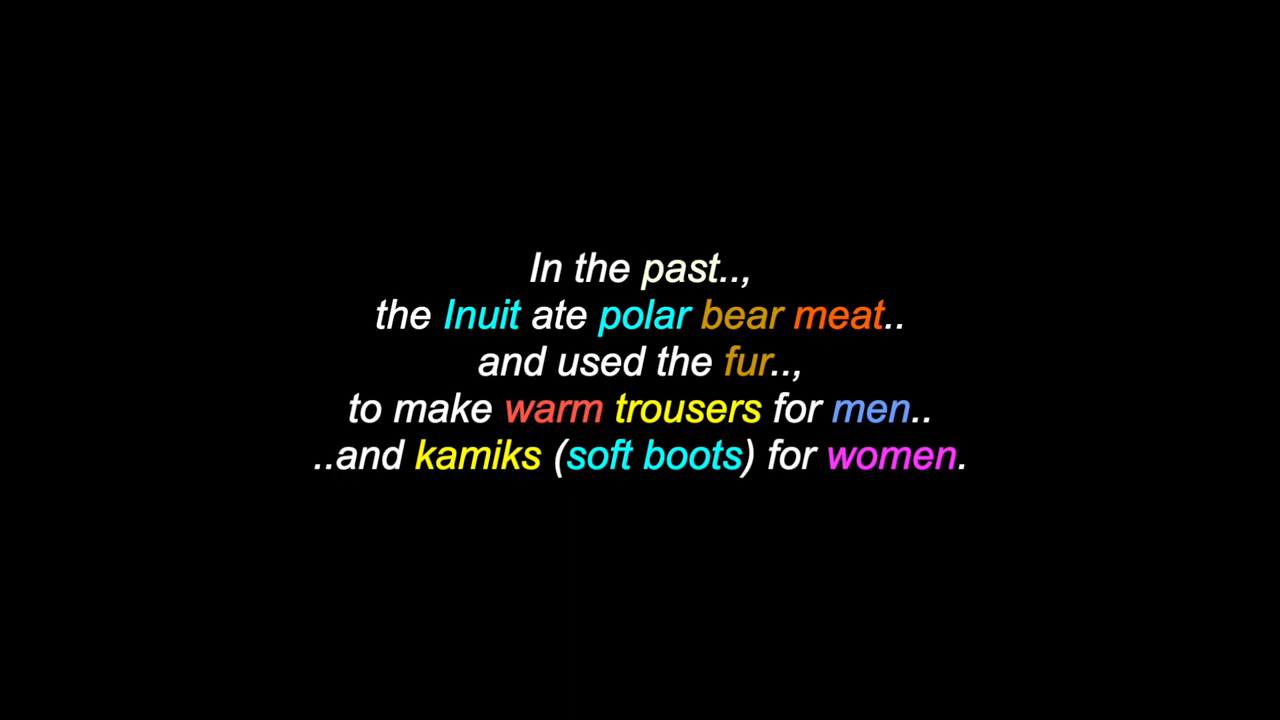 In the past..,
the Inuit ate polar bear meat..
and used the fur..,
to make warm trousers for men..
..and kamiks (soft boots) for women.